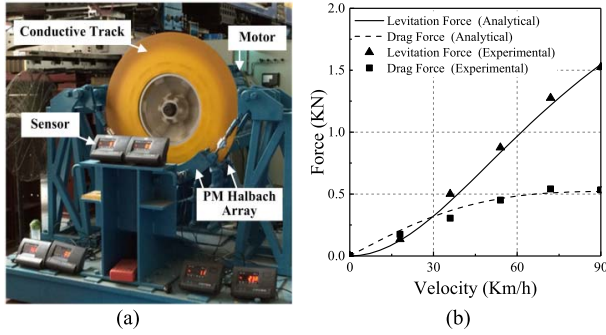 Conductive Track
Motor
Sensor
PM Halbach
Array
(a)
Levitation Force (Analytical)
Drag Force (Analytical)
Levitation Force (Experimental)
Drag Force (Experimental)
Force (KN)
2.0
1.5
1.0
0.5
0.0
0
30
60
90
Velocity (Km/h)
(b)